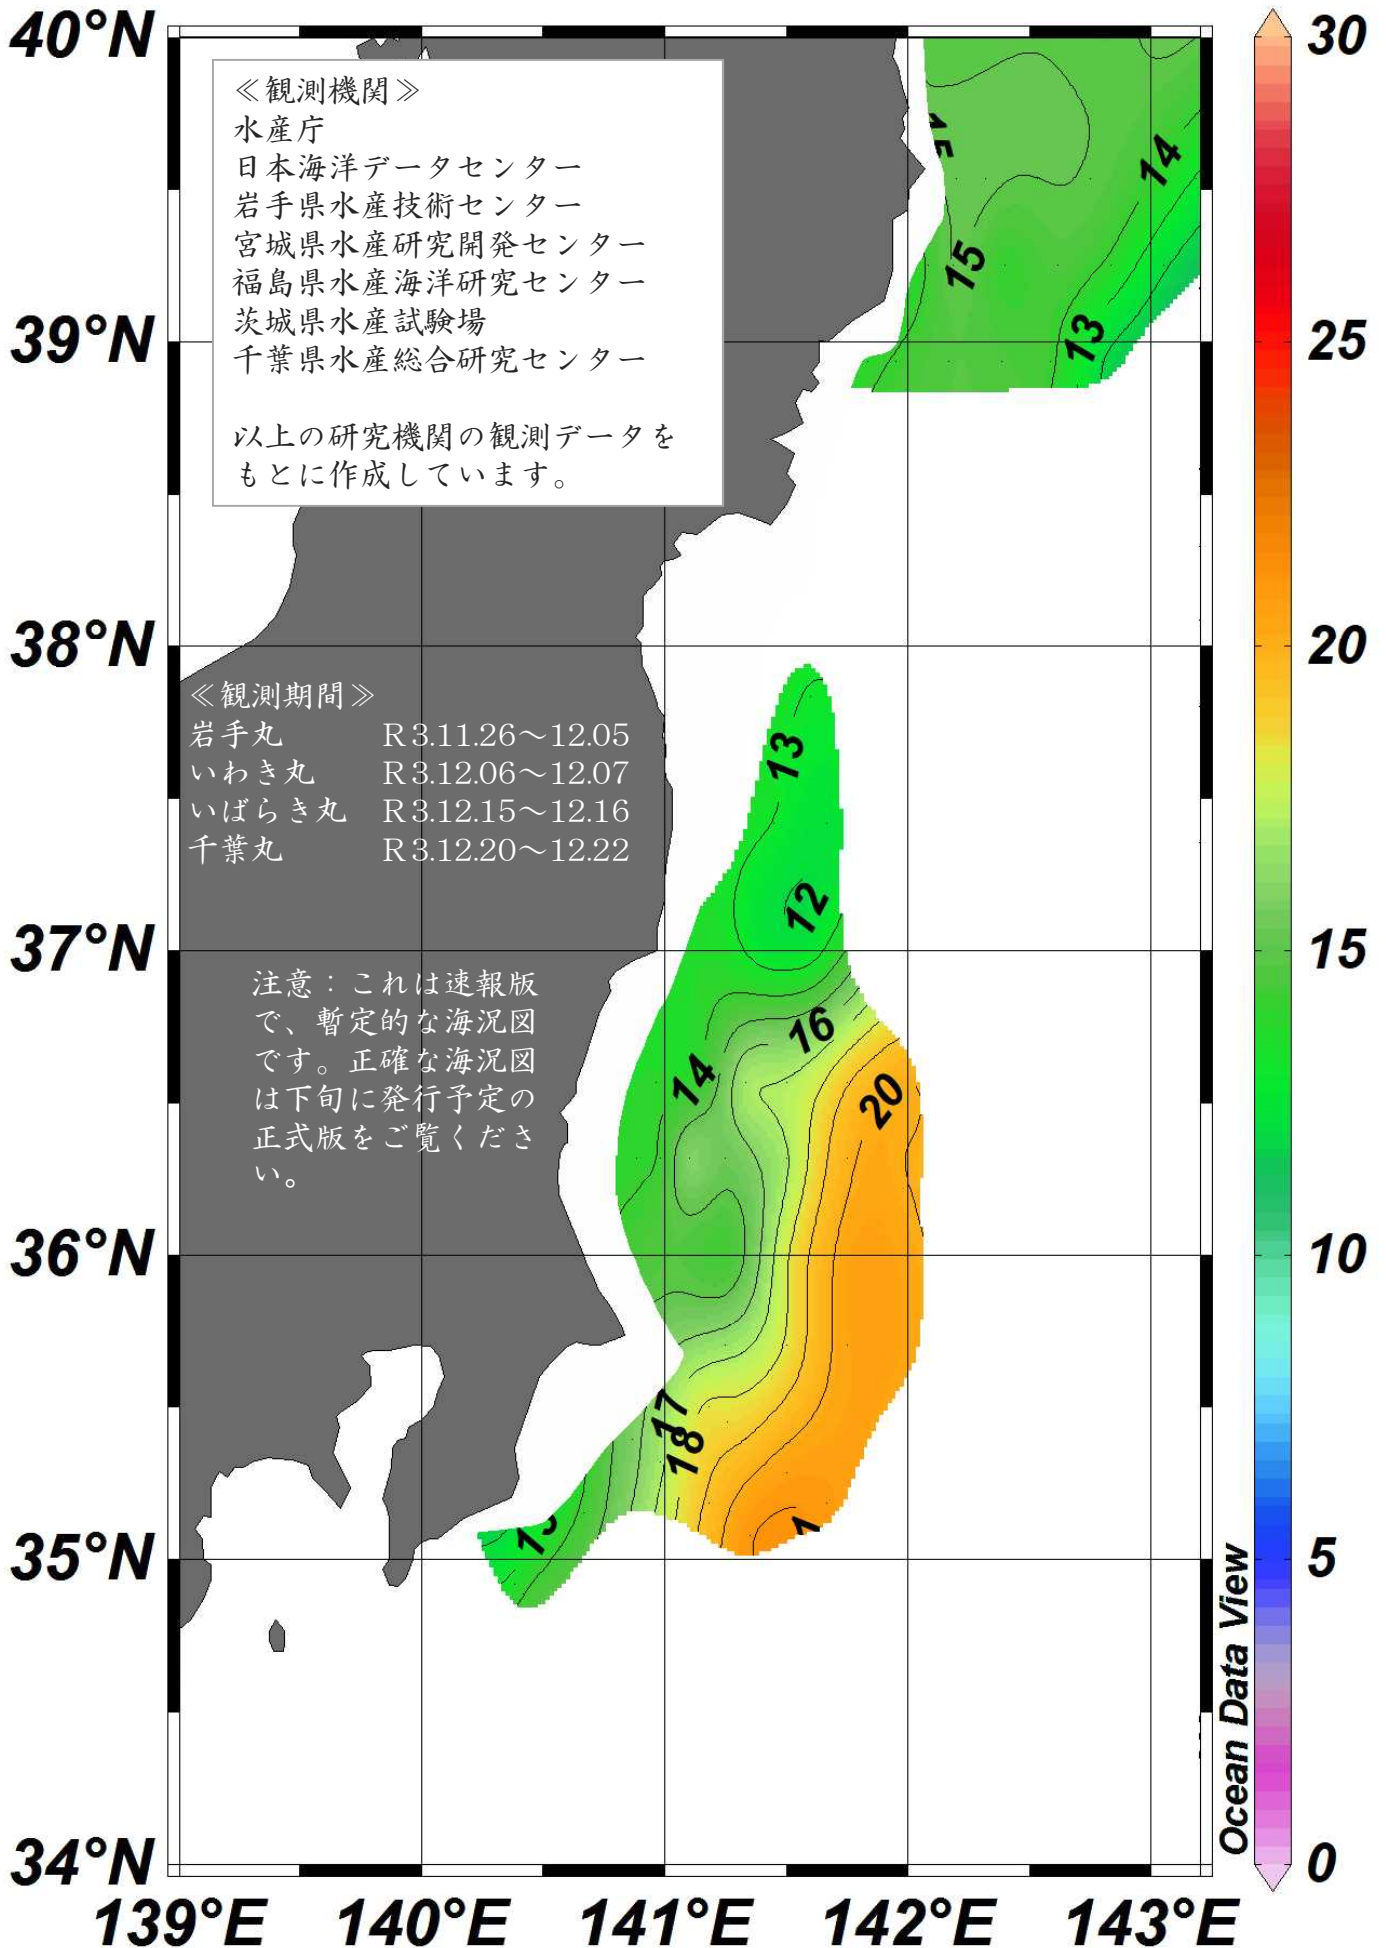 40°N
≪観測機関≫
水産庁
日本海洋データセンター
岩手県水産技術センター
宮城県水産研究開発センター
福島県水産海洋研究センター
茨城県水産試験場
千葉県水産総合研究センター
以上の研究機関の観測データを
もとに作成しています。
15
14
15
13
39°N
38°N
≪観測期間≫
岩手丸 R3.11.26～12.05
いわき丸 R3.12.06～12.07
いばらき丸 R3.12.15～12.16
千葉丸 R3.12.20～12.22
13
12
37°N
注意：これは速報版
で、暫定的な海況図
です。正確な海況図
は下旬に発行予定の
正式版をご覧くださ
い。
16
14
20
36°N
17
18
35°N
34°N
139°E 140°E 141°E 142°E 143°E
30
25
20
15
10
5
0
Ocean Data View